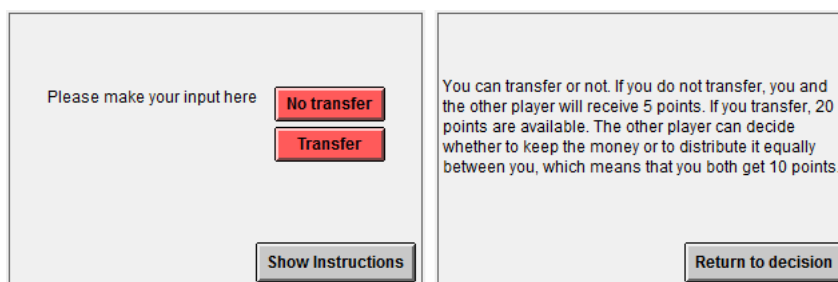 Please make your input here
No transfer
Transfer
Show Instructions
You can transfer or not. If you do not transfer, you and
the other player will receive 5 points. If you transfer, 20
points are available. The other player can decide
whether to keep the money or to distribute it equally
between you, which means that you both get 10 points.
Return to decision